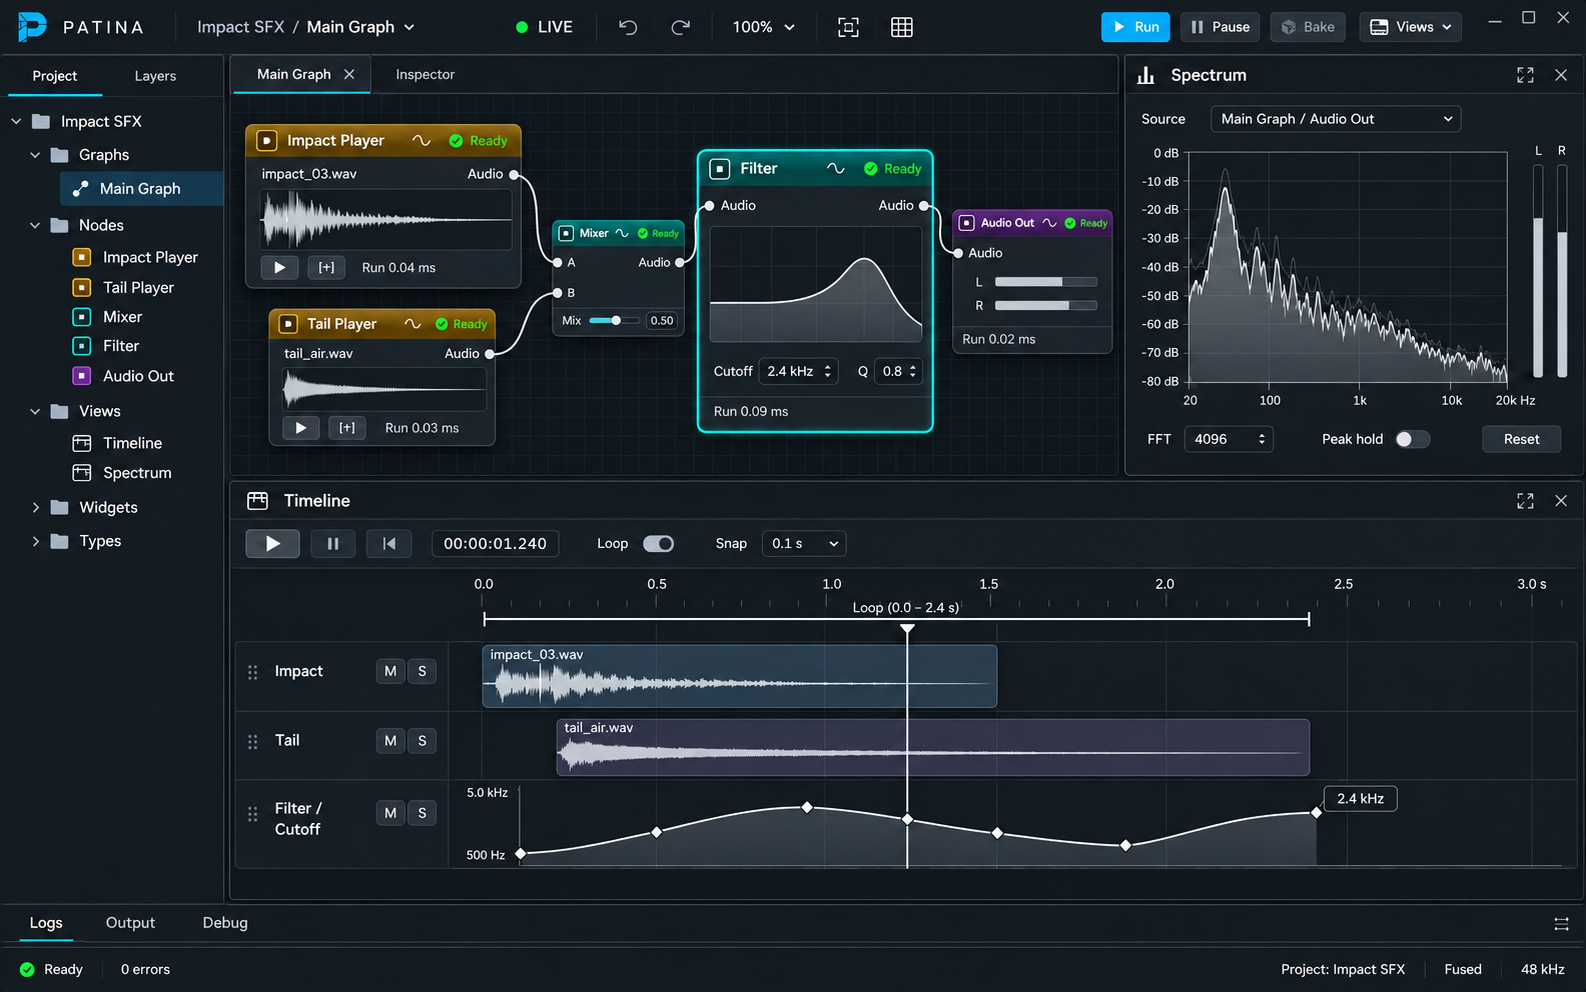 PATINA
Impact SFX / Main Graph
LIVE
100%
Run
Pause
Bake
Views
Project
Layers
Impact SFX
Graphs
Main Graph
Nodes
Impact Player
Tail Player
Mixer
Filter
Audio Out
Views
Timeline
Spectrum
Widgets
Types
Main Graph
Inspector
Impact Player
Ready
impact_03.wav
Audio
[+]
Run 0.04 ms
Tail Player
Ready
tail_air.wav
Audio
[+]
Run 0.03 ms
Mixer
Ready
A
Audio
B
Mix
0.50
Filter
Ready
Audio
Audio
Cutoff
2.4 kHz
Q
0.8
Run 0.09 ms
Audio Out
Ready
Audio
L
R
Run 0.02 ms
Spectrum
Source
Main Graph / Audio Out
0 dB
-10 dB
-20 dB
-30 dB
-40 dB
-50 dB
-60 dB
-70 dB
-80 dB
20
100
1k
10k
20k Hz
L
R
FFT
4096
Peak hold
Reset
Timeline
00:00:01.240
Loop
Snap
0.1 s
0.0
0.5
1.0
1.5
2.0
2.5
3.0 s
Loop (0.0 – 2.4 s)
Impact
M
S
impact_03.wav
Tail
M
S
tail_air.wav
Filter /
Cutoff
M
S
5.0 kHz
500 Hz
2.4 kHz
Logs
Output
Debug
Ready
0 errors
Project: Impact SFX
Fused
48 kHz